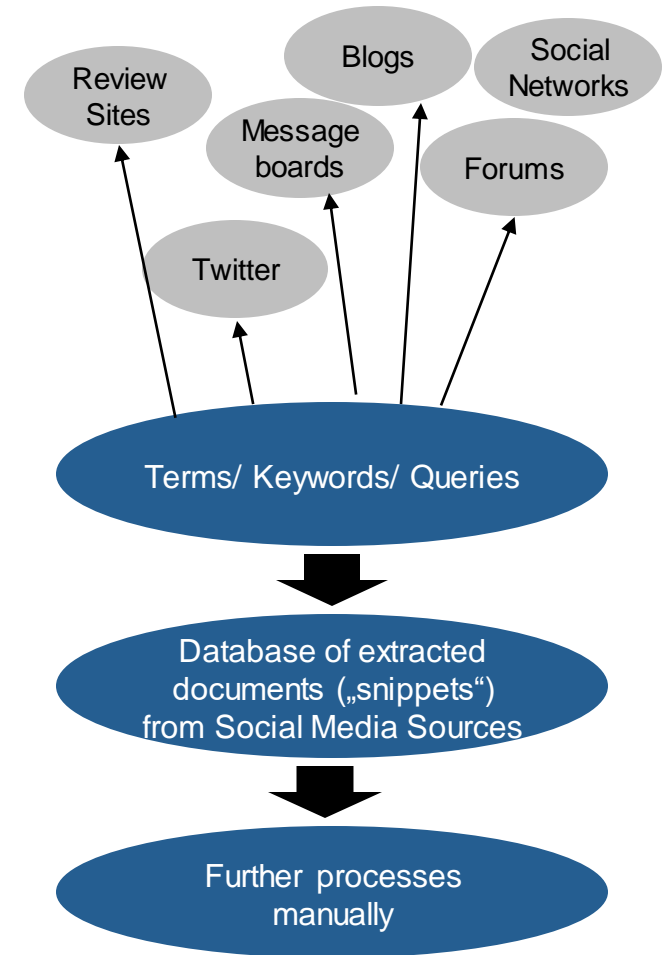 Blogs
Social
Networks
Review
Sites
Message
boards
Forums
Twitter
Terms/ Keywords/ Queries
Database of extracted
documents („snippets“)
from Social Media Sources
Further processes
manually